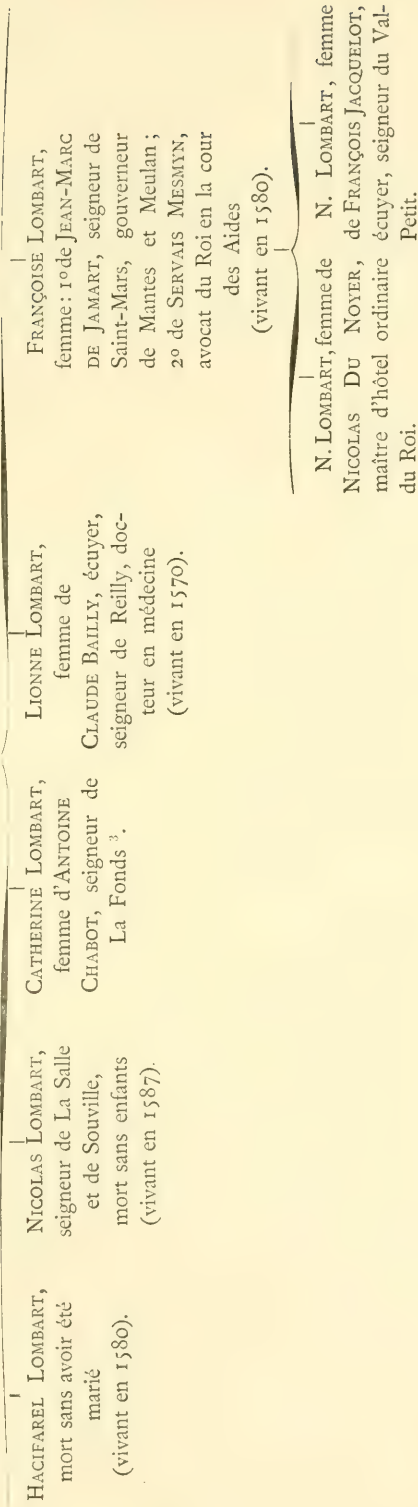 HACIFAREL LOMBART,
mort sans avoir été
marié
(vivant en 1580).
NICOLAS LOMBART,
seigneur de La Salle
et de Souville,
mort sans enfants
(vivant en 1587).
CATHERINE LOMBART,
femme d'ANTOINE
CHABOT, seigneur de
La Fonds ³.
LIONNE LOMBART,
femme de
CLAUDE BAILLY, écuyer,
seigneur de Reilly, doc-
teur en médecine
(vivant en 1570).
FRANÇOISE LOMBART,
femme : 1º de JEAN-MARC
DE JAMART, seigneur de
Saint-Mars, gouverneur
de Mantes et Meulan ;
2º de SERVAIS MESMYN,
avocat du Roi en la cour
des Aides
(vivant en 1580).
N. LOMBART, femme de
NICOLAS DU NOYER,
maître d'hôtel ordinaire
du Roi.
N. LOMBART, femme
de FRANÇOIS JACQUELOT,
écuyer, seigneur du Val-
Petit.